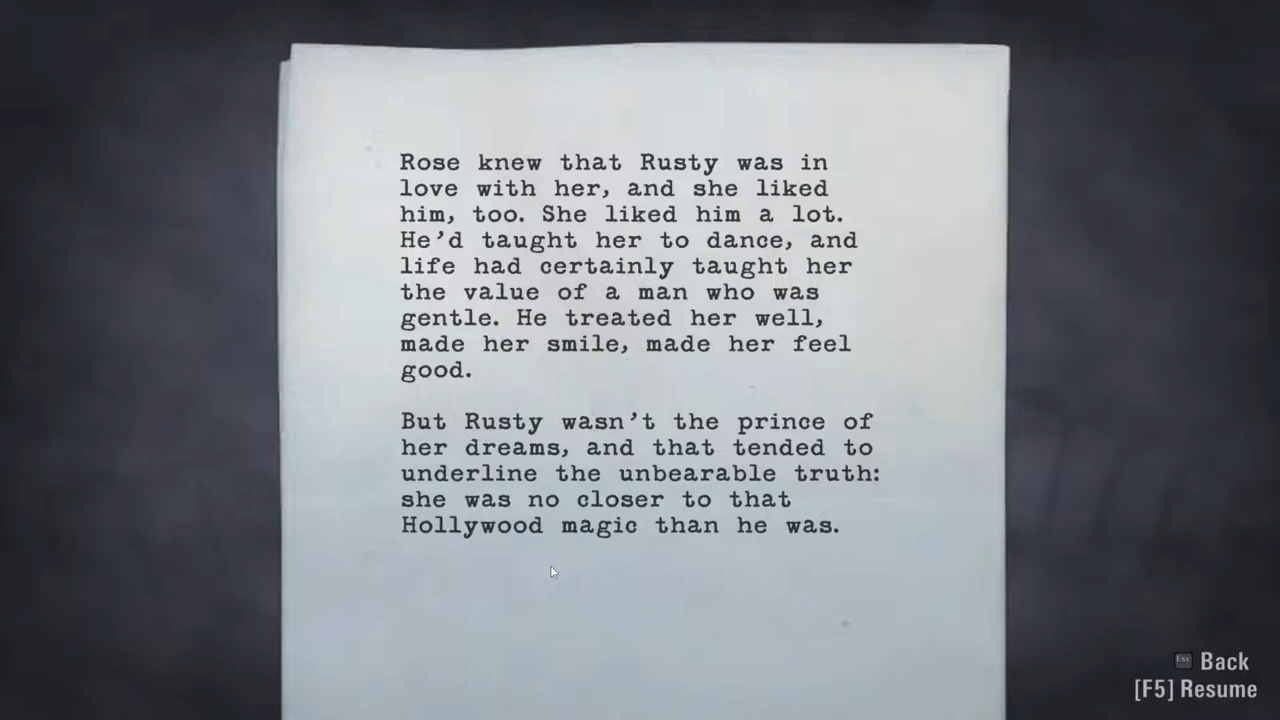 Rose knew that Rusty was in
love with her, and she liked
him, too. She liked him a lot.
He’d taught her to dance, and
life had certainly taught her
the value of a man who was
gentle. He treated her well,
made her smile, made her feel
good.
But Rusty wasn’t the prince of
her dreams, and that tended to
underline the unbearable truth:
she was no closer to that
Hollywood magic than he was.
Esc Back
[F5] Resume